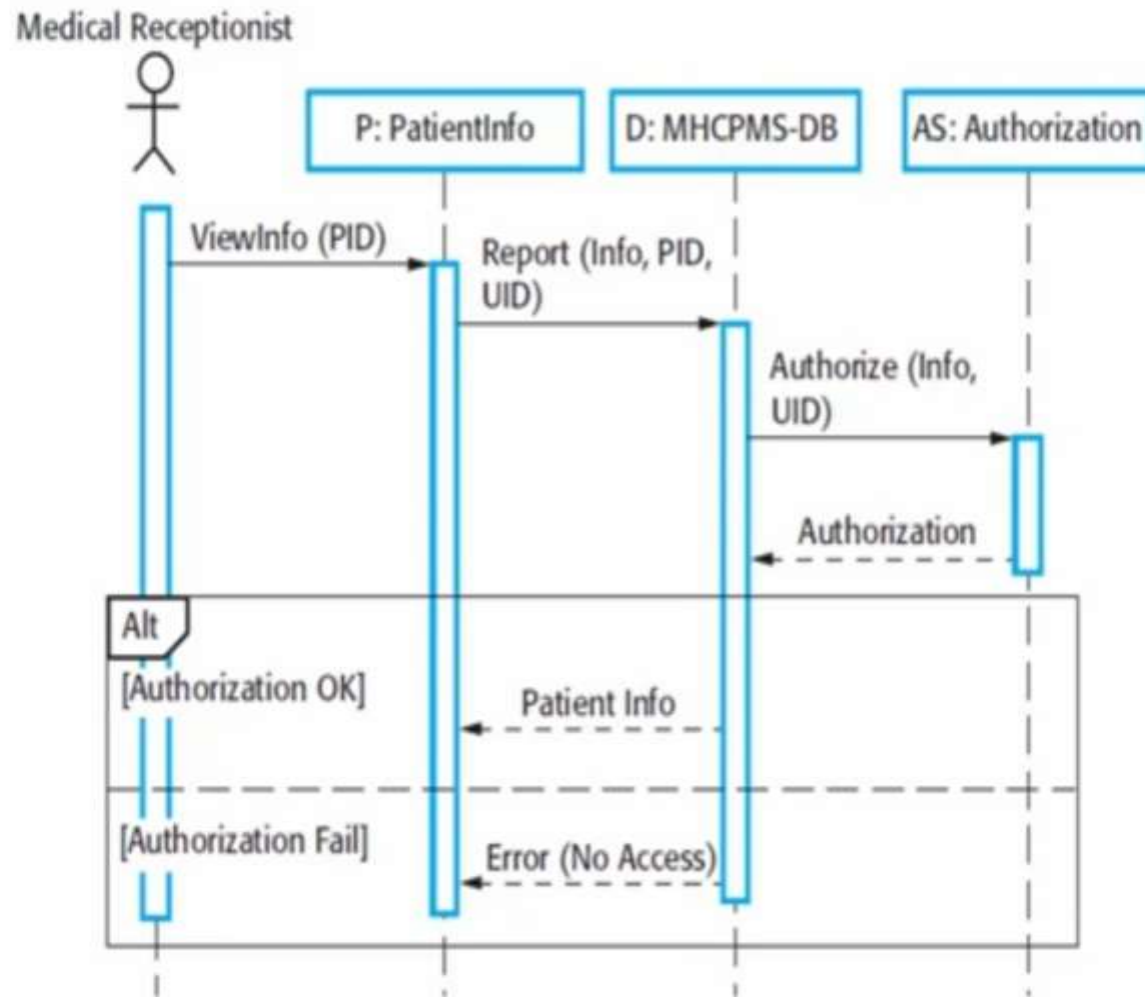 Medical Receptionist
P: PatientInfo
D: MHCPMS-DB
AS: Authorization
ViewInfo (PID)
Report (Info, PID,
UID)
Authorize (Info,
UID)
Authorization
Alt
[Authorization OK]
Patient Info
[Authorization Fail]
Error (No Access)